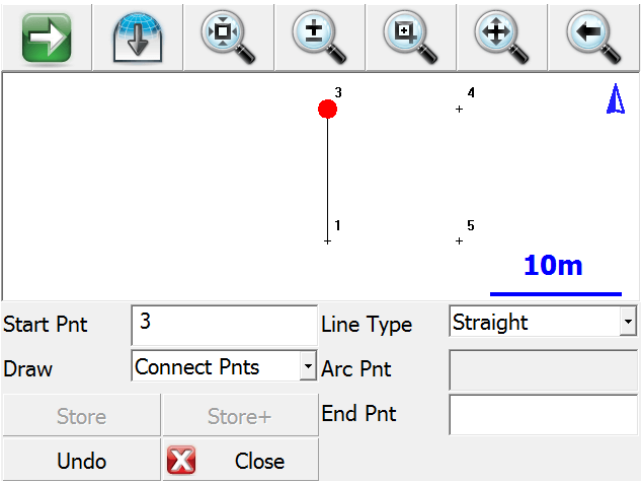 3 4
1 5
10m
Start Pnt 3 Line Type Straight
Draw Connect Pnts Arc Pnt
Store Store+ End Pnt
Undo Close